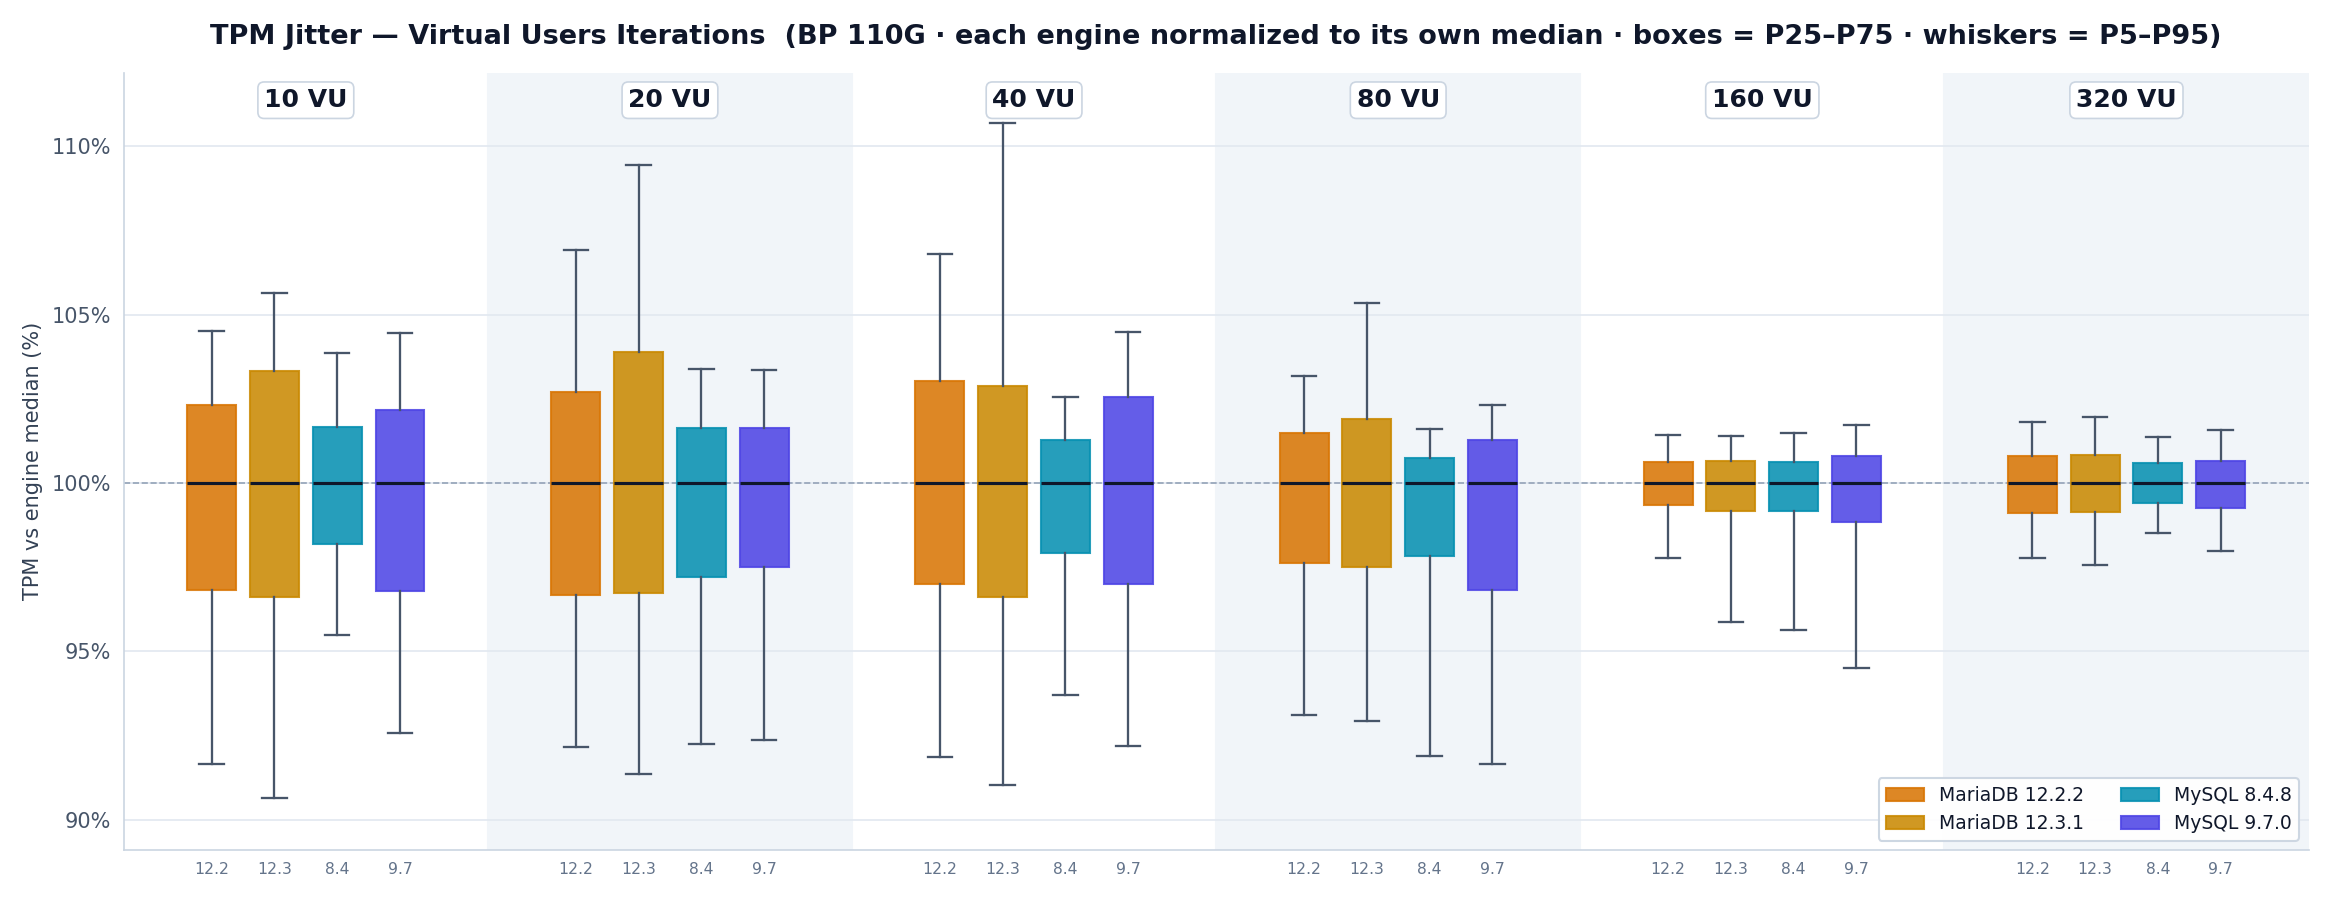 TPM Jitter — Virtual Users Iterations  (BP 110G · each engine normalized to its own median · boxes = P25–P75 · whiskers = P5–P95)
10 VU
20 VU
40 VU
80 VU
160 VU
320 VU
TPM vs engine median (%)
110%
105%
100%
95%
90%
12.2 12.3 8.4 9.7 12.2 12.3 8.4 9.7 12.2 12.3 8.4 9.7 12.2 12.3 8.4 9.7 12.2 12.3 8.4 9.7 12.2 12.3 8.4 9.7
MariaDB 12.2.2
MariaDB 12.3.1
MySQL 8.4.8
MySQL 9.7.0